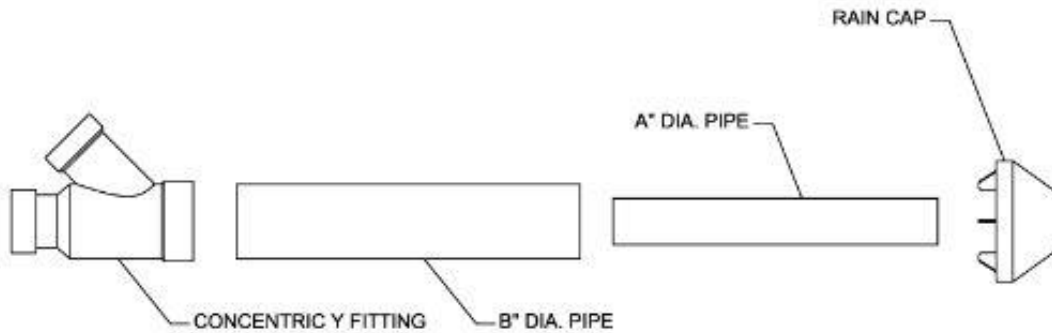 RAIN CAP
A" DIA. PIPE
CONCENTRIC Y FITTING
B" DIA. PIPE